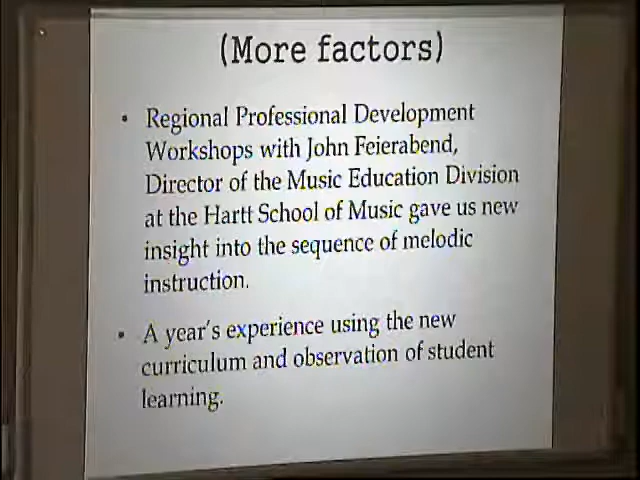 (More factors)
• Regional Professional Development
Workshops with John Feierabend,
Director of the Music Education Division
at the Hartt School of Music gave us new
insight into the sequence of melodic
instruction.
• A year's experience using the new
curriculum and observation of student
learning.